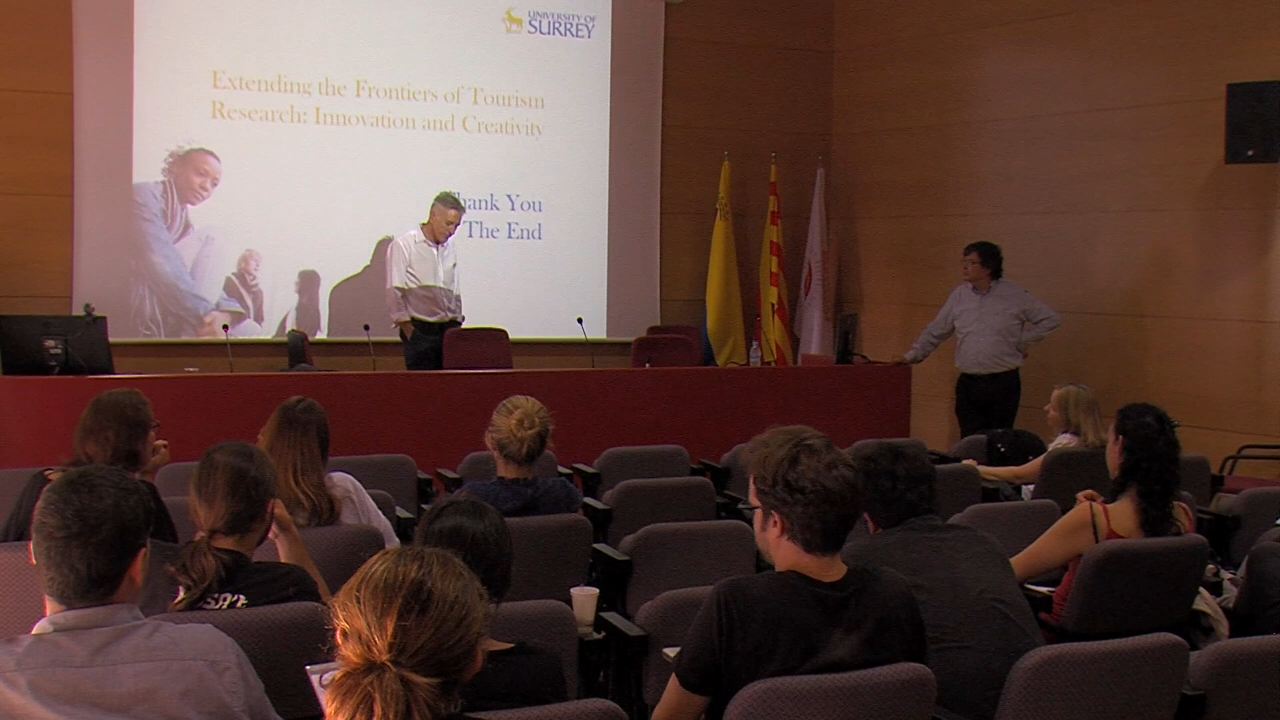 UNIVERSITY OF
SURREY
Extending the Frontiers of Tourism
Research: Innovation and Creativity
hank You
The End